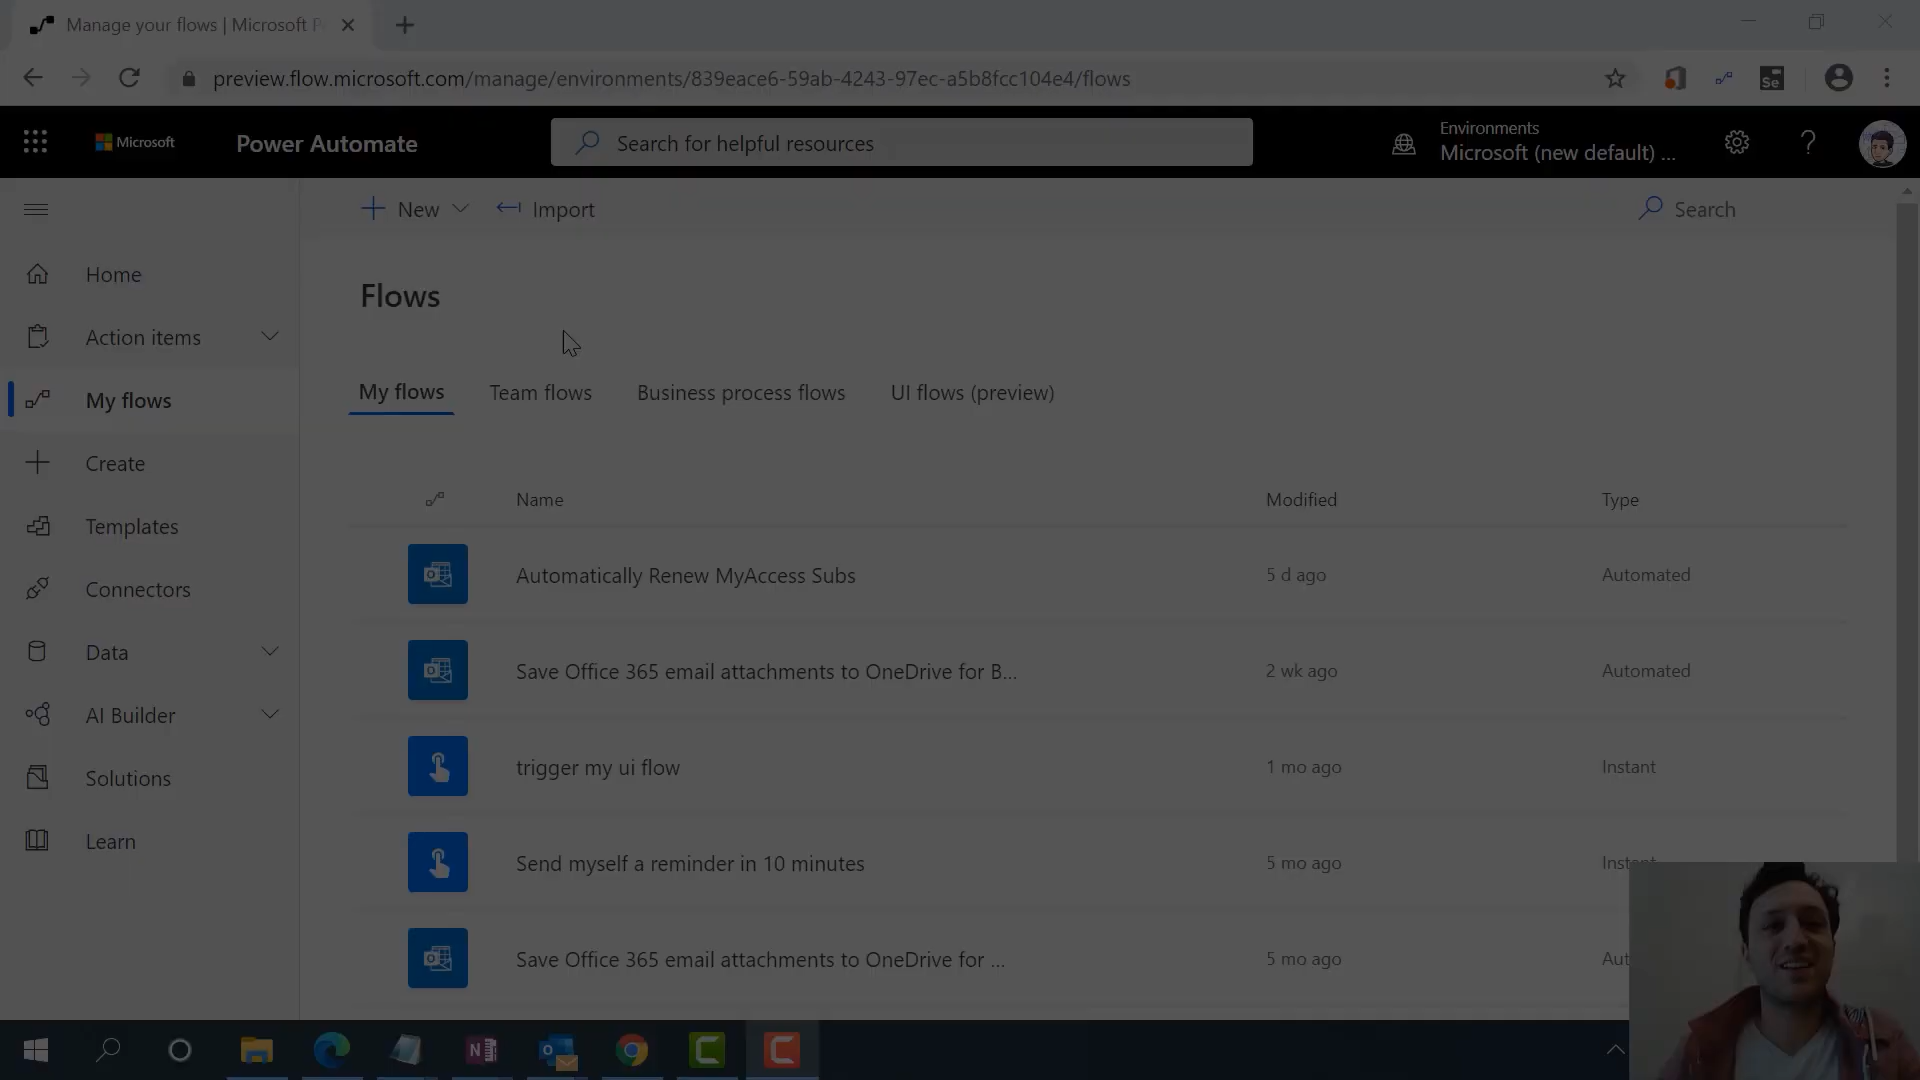 Manage your flows | Microsoft P
preview.flow.microsoft.com/manage/environments/839eace6-59ab-4243-97ec-a5b8fcc104e4/flows
Se
Microsoft
Power Automate
Search for helpful resources
Environments
Microsoft (new default) ...
?
New
Import
Search
Home
Action items
My flows
Create
Templates
Connectors
Data
AI Builder
Solutions
Learn
Flows
My flows
Team flows
Business process flows
UI flows (preview)
Name
Modified
Type
Automatically Renew MyAccess Subs
5 d ago
Automated
Save Office 365 email attachments to OneDrive for B...
2 wk ago
Automated
trigger my ui flow
1 mo ago
Instant
Send myself a reminder in 10 minutes
5 mo ago
Instant
Save Office 365 email attachments to OneDrive for ...
5 mo ago
Aut